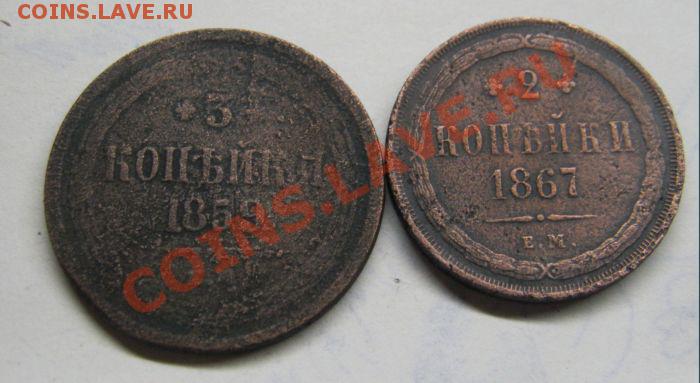 COINS.LAVE.RU
3
КОПѢЙКИ
2
КОПѢЙКИ
1867
Е.М.
COINS.LAVE.RU